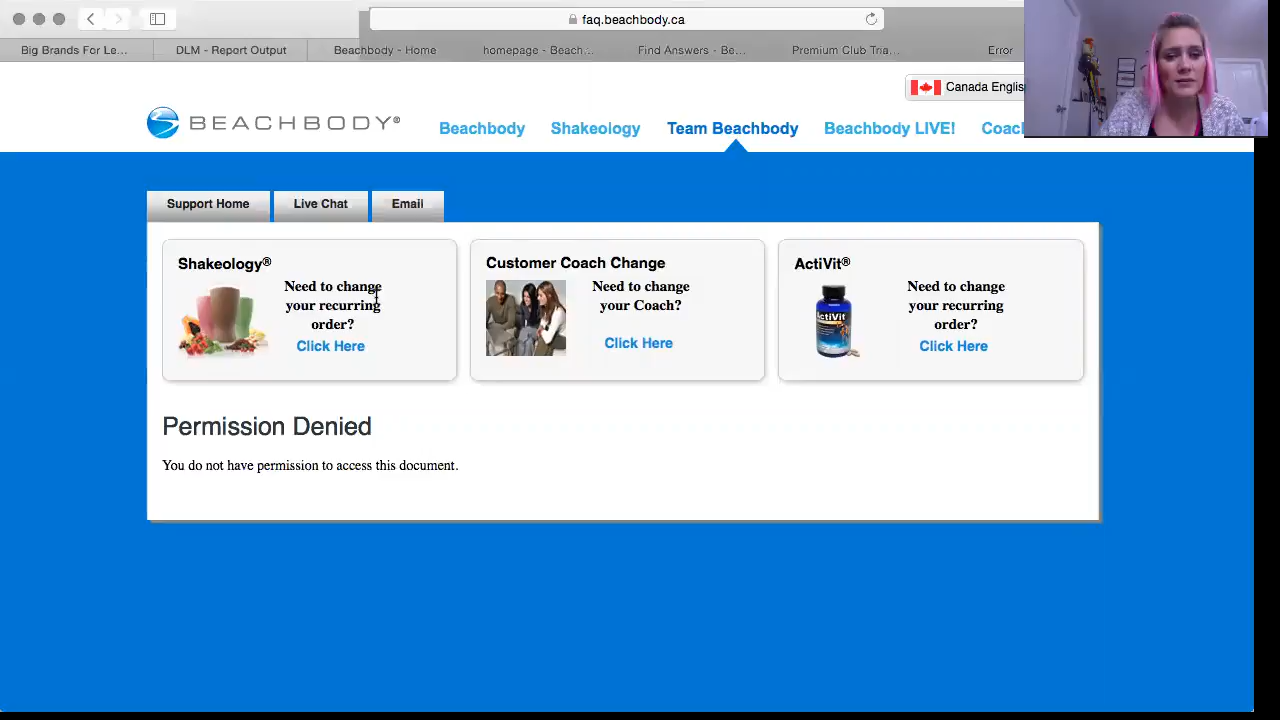 faq.beachbody.ca
Big Brands For Le...
DLM - Report Output
Beachbody - Home
homepage - Beach...
Find Answers - Be...
Premium Club Tria...
Error
Canada Englis
BEACHBODY®
Beachbody
Shakeology
Team Beachbody
Beachbody LIVE!
Coach
Support Home
Live Chat
Email
Shakeology®
Need to change
your recurring
order?
Click Here
Customer Coach Change
Need to change
your Coach?
Click Here
ActiVit®
ActiVit
Need to change
your recurring
order?
Click Here
Permission Denied
You do not have permission to access this document.